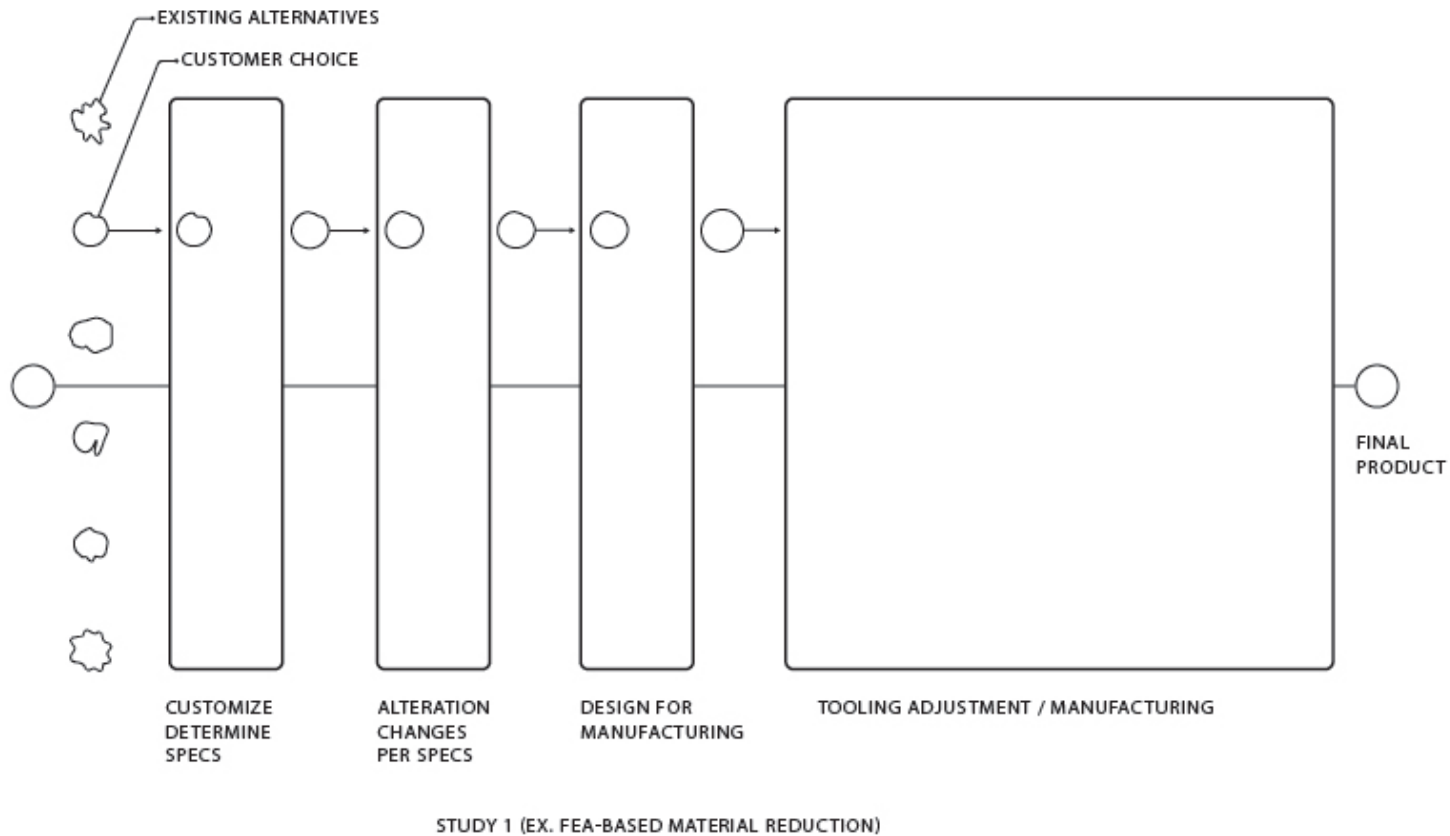 EXISTING ALTERNATIVES
CUSTOMER CHOICE
FINAL
PRODUCT
CUSTOMIZE
DETERMINE
SPECS
ALTERATION
CHANGES
PER SPECS
DESIGN FOR
MANUFACTURING
TOOLING ADJUSTMENT / MANUFACTURING
STUDY 1 (EX. FEA-BASED MATERIAL REDUCTION)